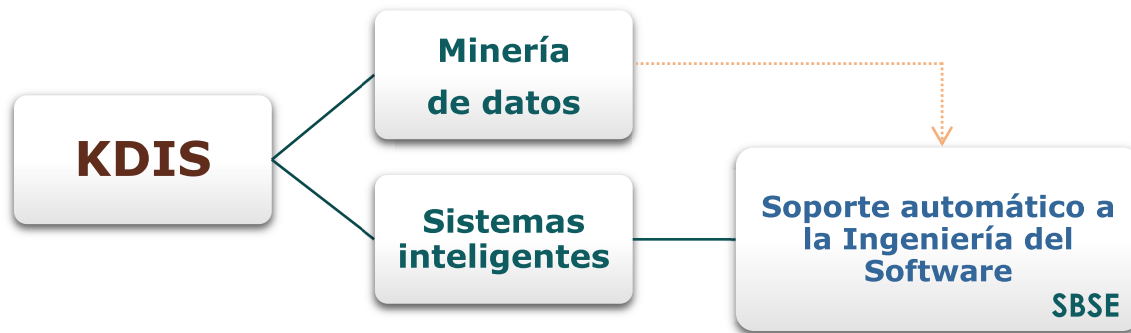 KDIS
Minería
de datos
Sistemas
inteligentes
Soporte automático a
la Ingeniería del
Software
SBSE